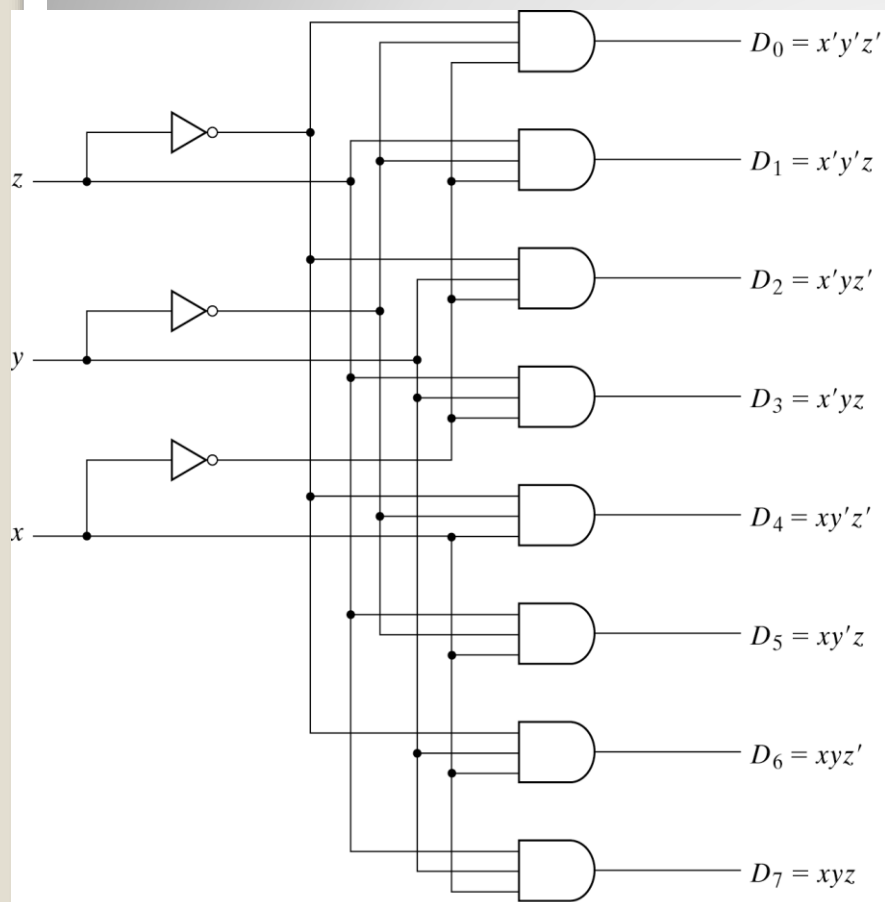 D₀ = x'y'z'
D₁ = x'y'z
z
D₂ = x'yz'
y
D₃ = x'yz
D₄ = xy'z'
x
D₅ = xy'z
D₆ = xyz'
D₇ = xyz